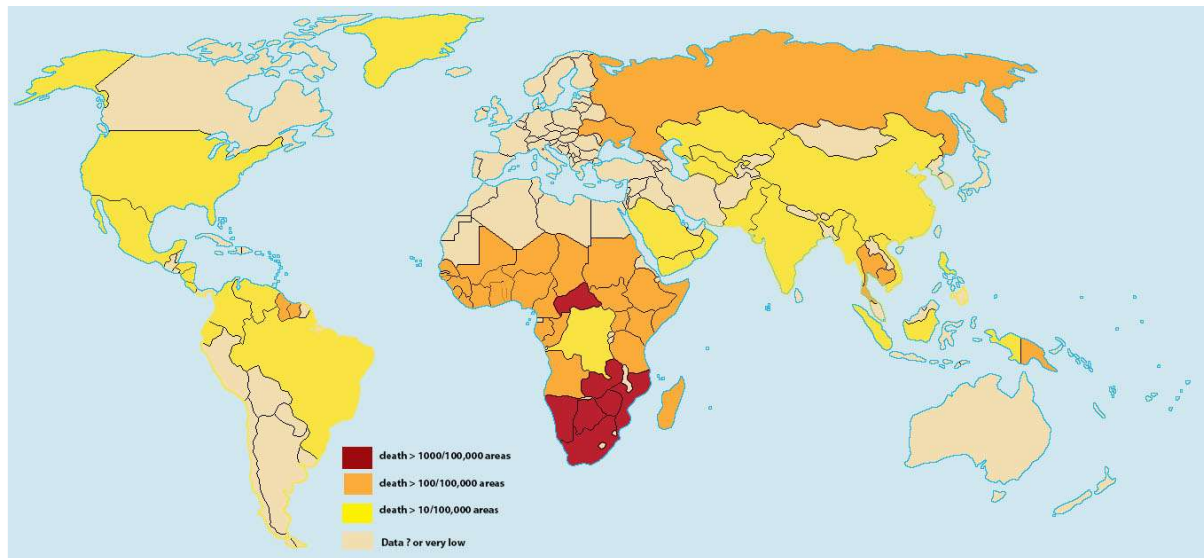 death > 1000/100,000 areas
death > 100/100,000 areas
death > 10/100,000 areas
Data ? or very low